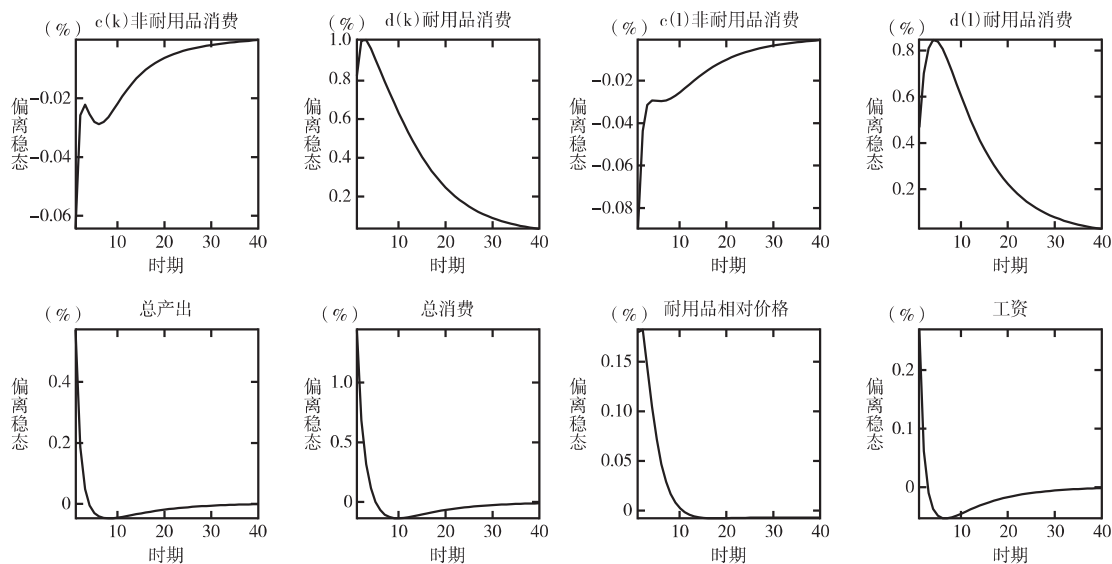 c(k)非耐用品消费
(%)
偏离稳态
-0.02
-0.04
-0.06
10 20 30 40
时期
d(k)耐用品消费
(%)
偏离稳态
1.0
0.8
0.6
0.4
0.2
10 20 30 40
时期
c(l)非耐用品消费
(%)
偏离稳态
-0.02
-0.04
-0.06
-0.08
10 20 30 40
时期
d(l)耐用品消费
(%)
偏离稳态
0.8
0.6
0.4
0.2
10 20 30 40
时期
总产出
(%)
偏离稳态
0.4
0.2
0
10 20 30 40
时期
总消费
(%)
偏离稳态
1.0
0.5
0
10 20 30 40
时期
耐用品相对价格
(%)
偏离稳态
0.15
0.10
0.05
0
10 20 30 40
时期
工资
(%)
偏离稳态
0.2
0.1
0
10 20 30 40
时期